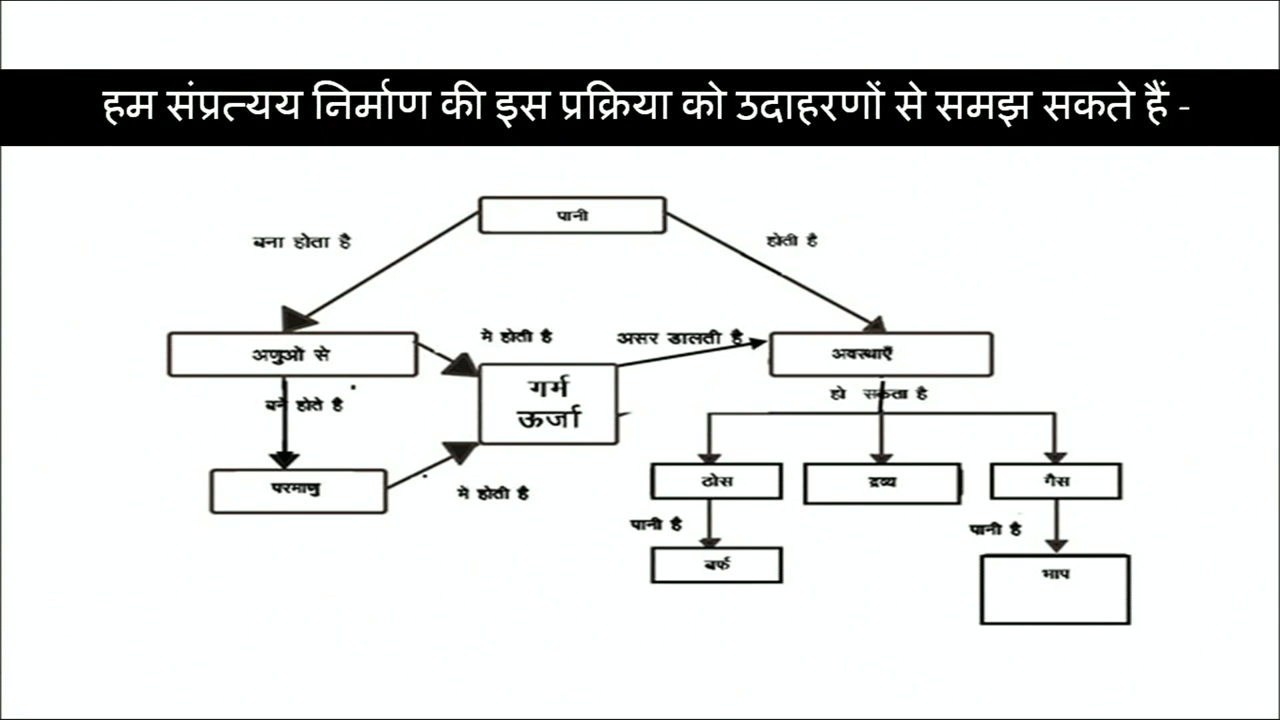 हम संप्रत्यय निर्माण की इस प्रक्रिया को उदाहरणों से समझ सकते हैं -
पानी
बना होता है
होती है
अणुओं से
मे होती है
असर डालती है
अवस्थाएँ
गर्म
ऊर्जा
बने होते है
हो सकता है
परमाणु
मे होती है
ठोस
द्रव्य
गैस
पानी है
पानी है
बर्फ
भाप